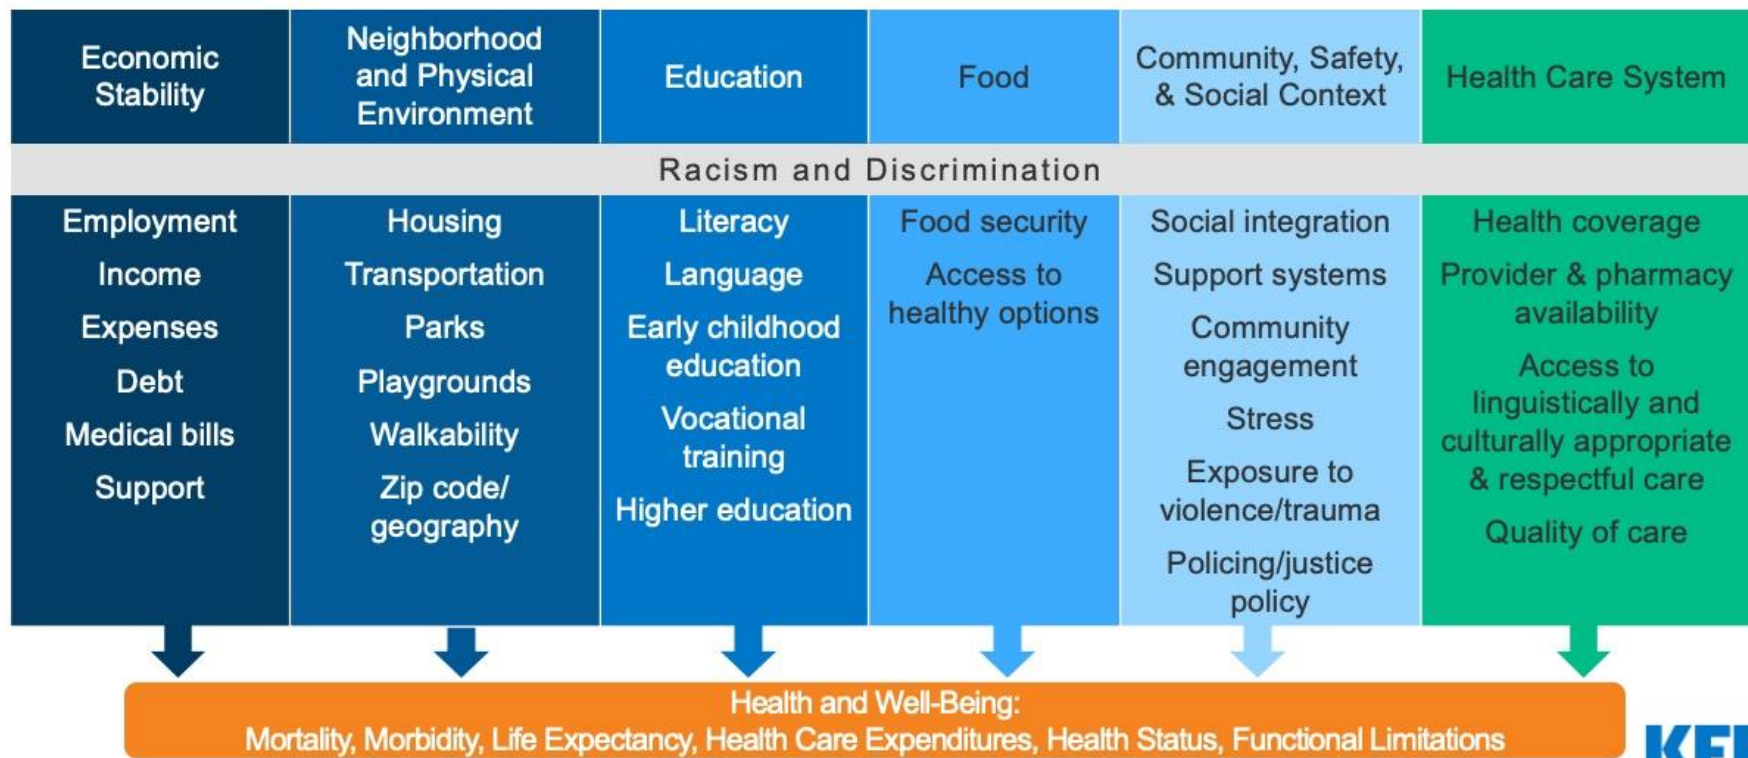 Economic
Stability
Neighborhood
and Physical
Environment
Education
Food
Community, Safety,
& Social Context
Health Care System
Racism and Discrimination
Employment
Income
Expenses
Debt
Medical bills
Support
Housing
Transportation
Parks
Playgrounds
Walkability
Zip code/
geography
Literacy
Language
Early childhood
education
Vocational
training
Higher education
Food security
Access to
healthy options
Social integration
Support systems
Community
engagement
Stress
Exposure to
violence/trauma
Policing/justice
policy
Health coverage
Provider & pharmacy
availability
Access to
linguistically and
culturally appropriate
& respectful care
Quality of care
Health and Well-Being:
Mortality, Morbidity, Life Expectancy, Health Care Expenditures, Health Status, Functional Limitations